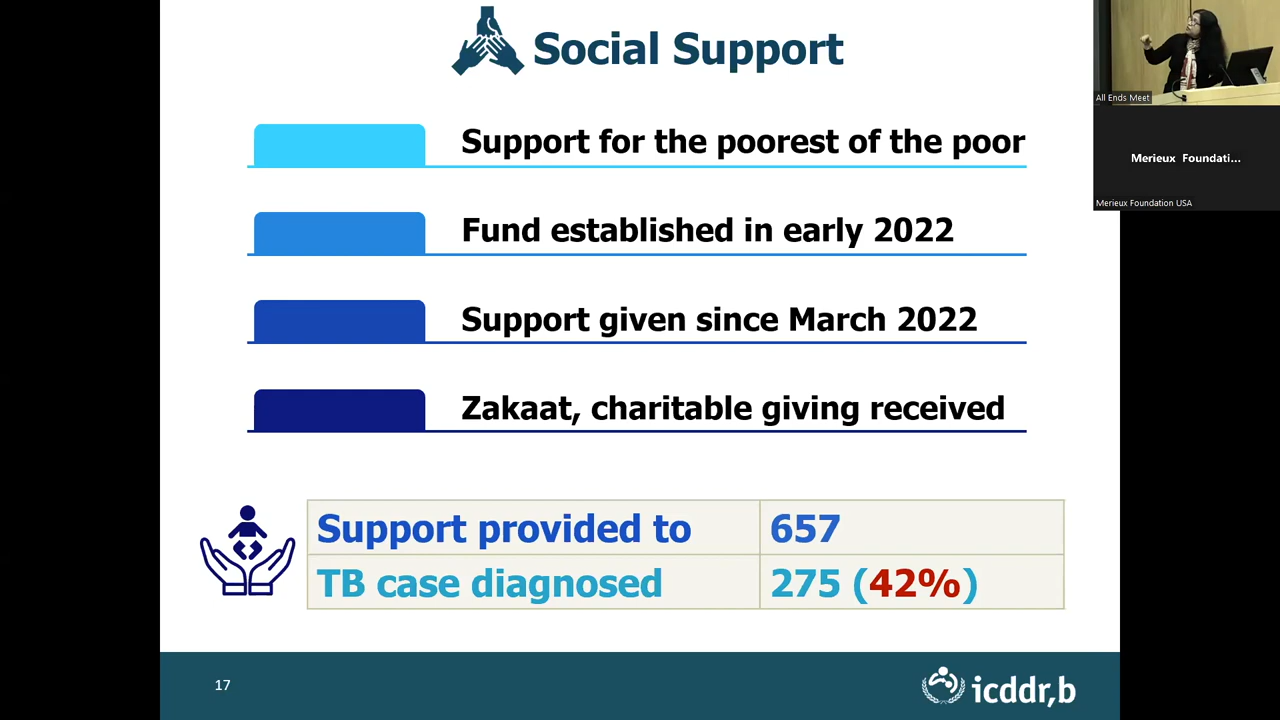 Social Support
Support for the poorest of the poor
Fund established in early 2022
Support given since March 2022
Zakaat, charitable giving received
Support provided to 657
TB case diagnosed 275 (42%)
17
icddr,b
All Ends Meet
Merieux Foundati...
Merieux Foundation USA